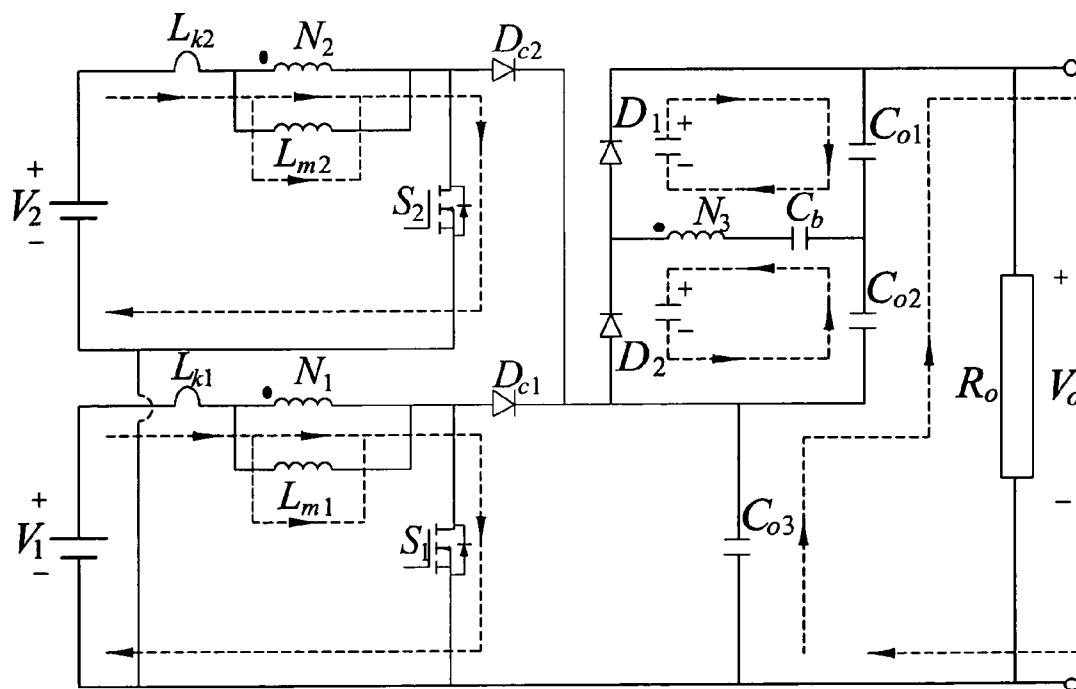 L_{k2} N_2 D_{c2}
L_{m2}
+
V_2
−
S_2
D_1 + −
C_{o1}
N_3 C_b
+ −
D_2
C_{o2}
L_{k1} N_1 D_{c1}
L_{m1}
+
V_1
−
S_1
C_{o3}
R_o
+
V_o
−